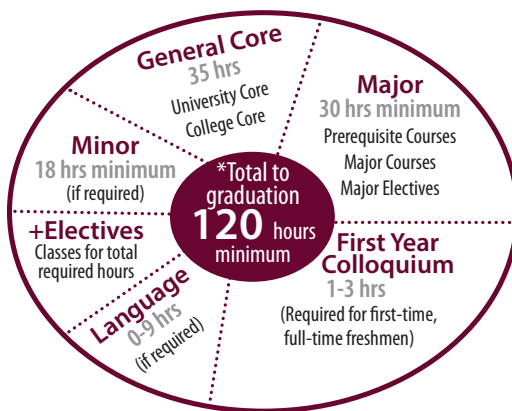 General Core
35 hrs
University Core
College Core
Major
30 hrs minimum
Prerequisite Courses
Major Courses
Major Electives
Minor
18 hrs minimum
(if required)
*Total to
graduation
120 hours
minimum
+Electives
Classes for total
required hours
First Year
Colloquium
1-3 hrs
(Required for first-time,
full-time freshmen)
Language
0-9 hrs
(if required)